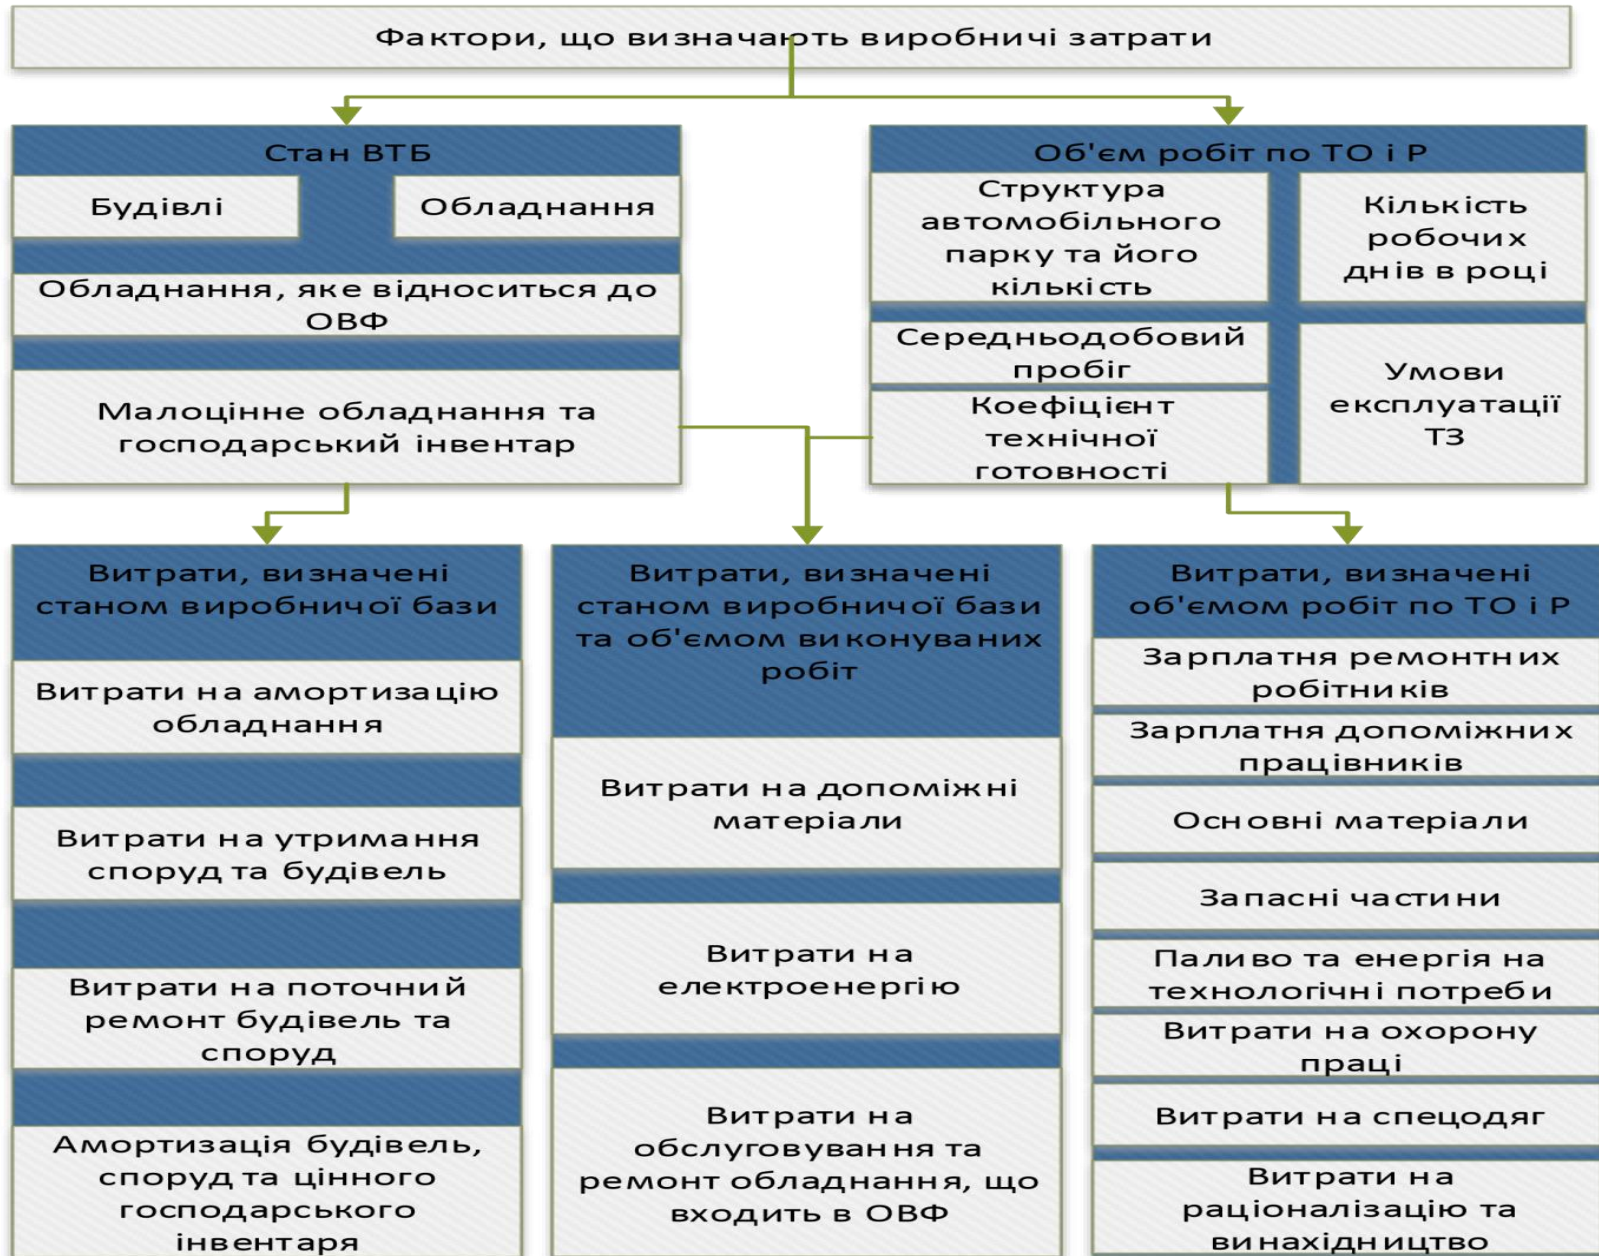 Фактори, що визначають виробничі затрати
Стан ВТБ
Будівлі
Обладнання
Обладнання, яке відноситься до
ОВФ
Малоцінне обладнання та
господарський інвентар
Об'єм робіт по ТО і Р
Структура
автомобільного
парку та його
кількість
Кількість
робочих
днів в році
Середньодобовий
пробіг
Коефіцієнт
технічної
готовності
Умови
експлуатації
ТЗ
Витрати, визначені
станом виробничої бази
Витрати на амортизацію
обладнання
Витрати на утримання
споруд та будівель
Витрати на поточний
ремонт будівель та
споруд
Амортизація будівель,
споруд та цінного
господарського
інвентаря
Витрати, визначені
станом виробничої бази
та об'ємом виконуваних
робіт
Витрати на допоміжні
матеріали
Витрати на
електроенергію
Витрати на
обслуговування та
ремонт обладнання, що
входить в ОВФ
Витрати, визначені
об'ємом робіт по ТО і Р
Зарплатня ремонтних
робітників
Зарплатня допоміжних
працівників
Основні матеріали
Запасні частини
Паливо та енергія на
технологічні потреби
Витрати на охорону
праці
Витрати на спецодяг
Витрати на
раціоналізацію та
винахідництво